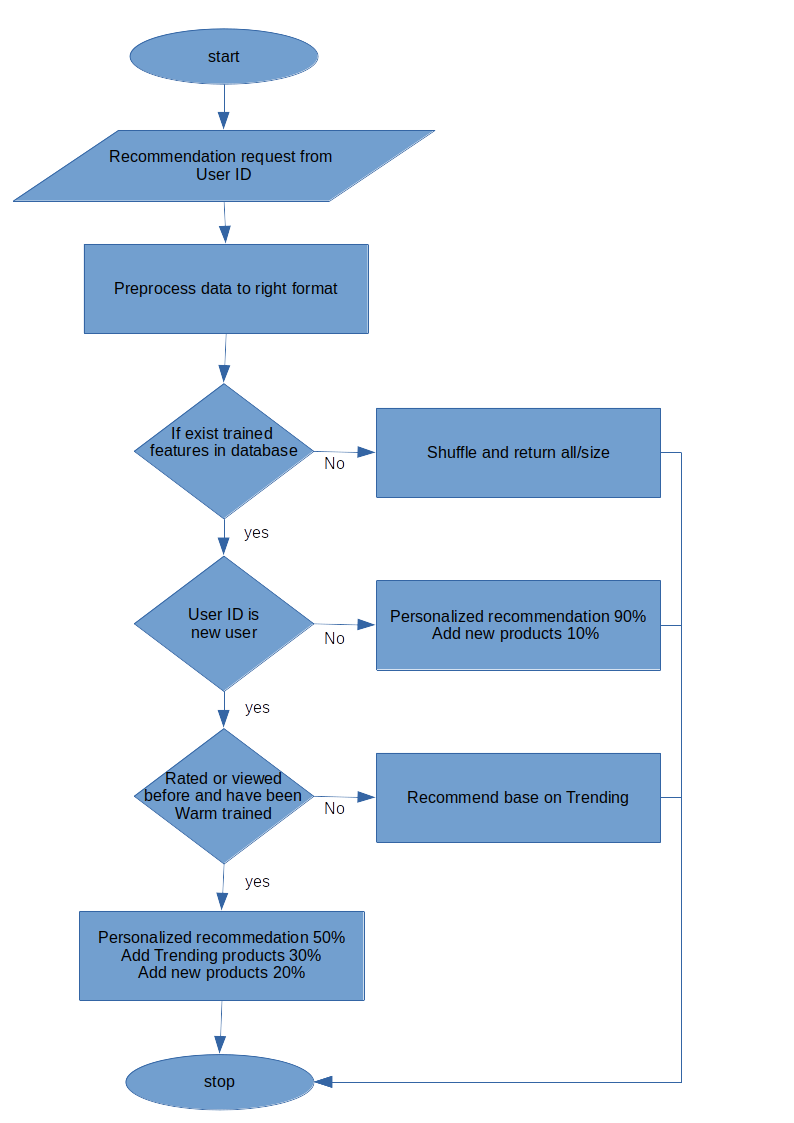 start
Recommendation request from
User ID
Preprocess data to right format
If exist trained
features in database
No
Shuffle and return all/size
yes
User ID is
new user
No
Personalized recommendation 90%
Add new products 10%
yes
Rated or viewed
before and have been
Warm trained
No
Recommend base on Trending
yes
Personalized recommedation 50%
Add Trending products 30%
Add new products 20%
stop